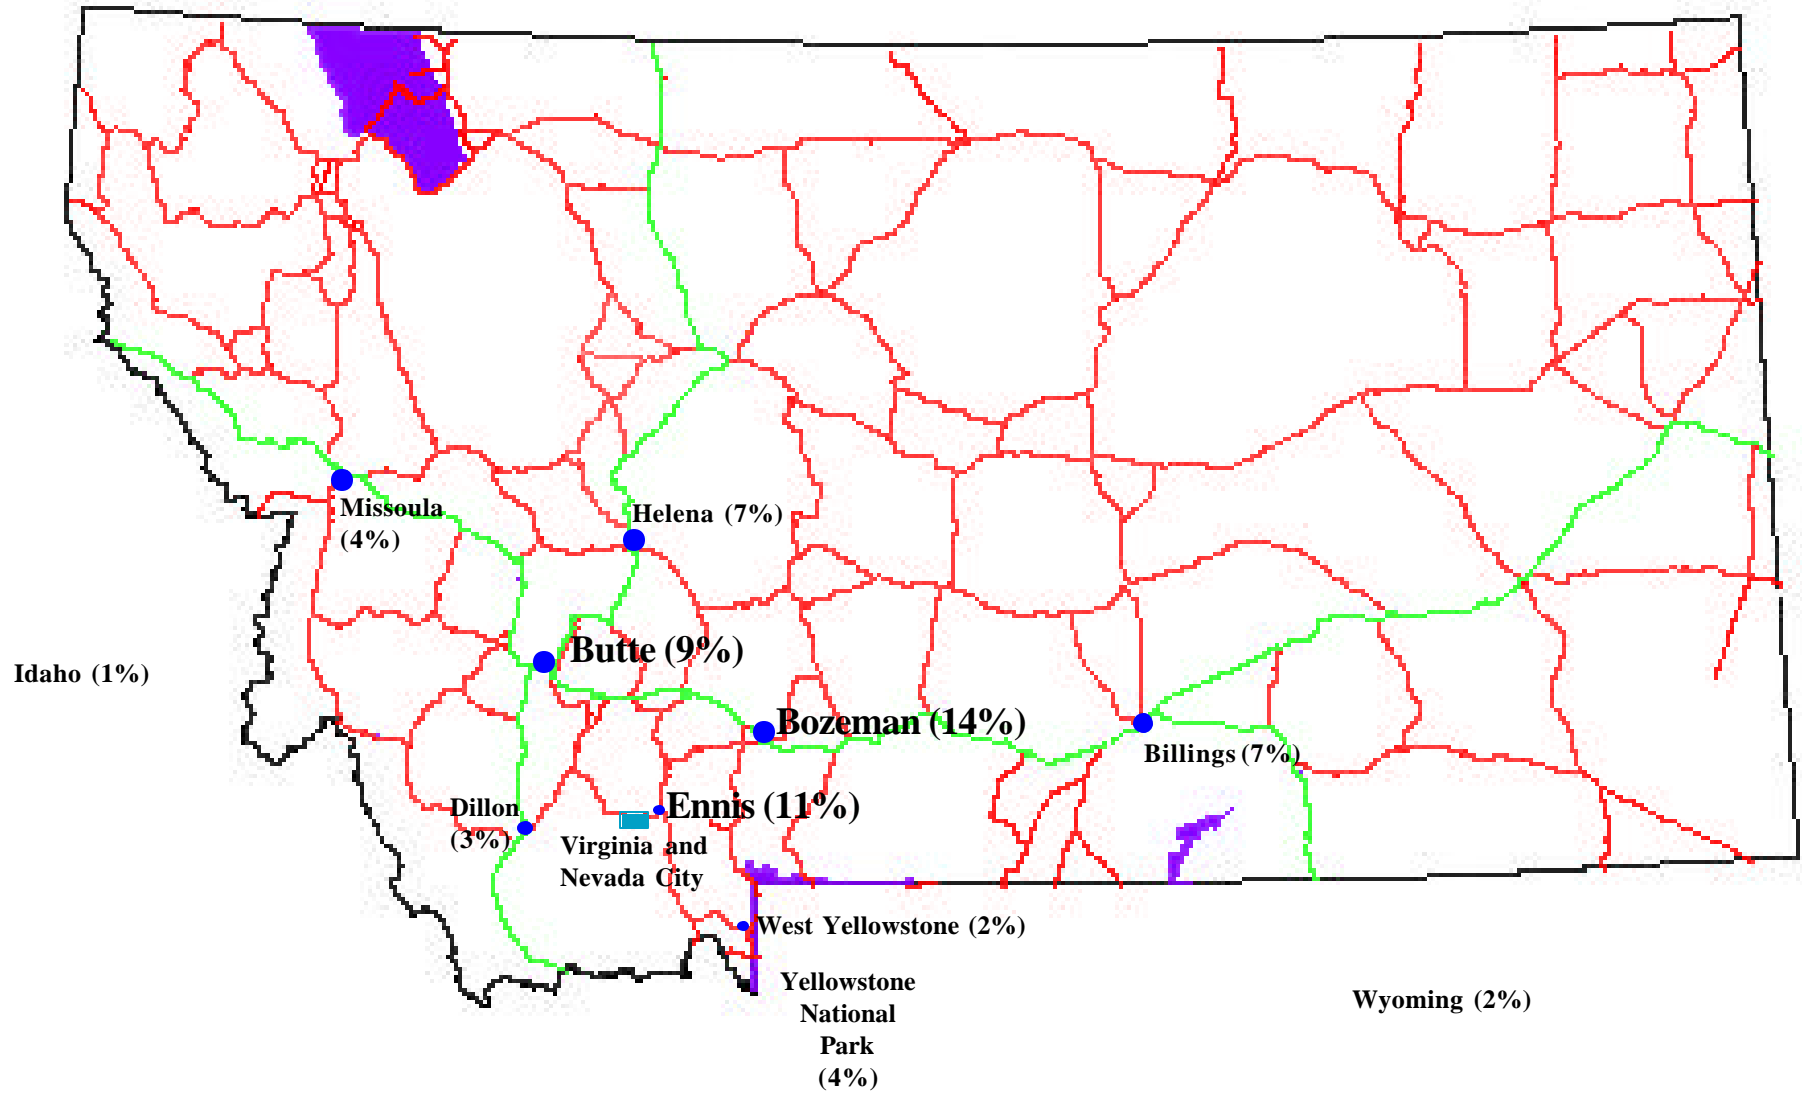 Missoula
(4%)
Helena (7%)
Butte (9%)
Idaho (1%)
Bozeman (14%)
Billings (7%)
Dillon
(3%)
Ennis (11%)
Virginia and
Nevada City
West Yellowstone (2%)
Yellowstone
National
Park
(4%)
Wyoming (2%)